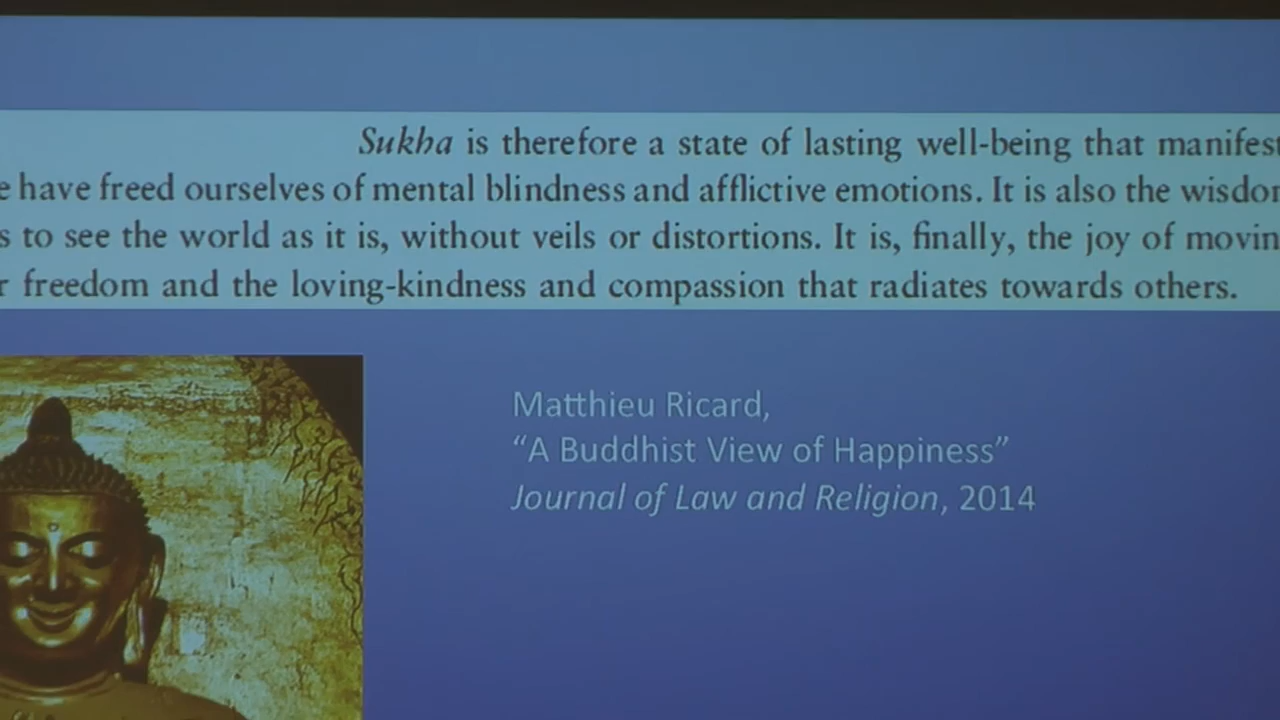 Sukha is therefore a state of lasting well-being that manifest
e have freed ourselves of mental blindness and afflictive emotions. It is also the wisdo
s to see the world as it is, without veils or distortions. It is, finally, the joy of movin
r freedom and the loving-kindness and compassion that radiates towards others.
Matthieu Ricard,
“A Buddhist View of Happiness”
Journal of Law and Religion, 2014